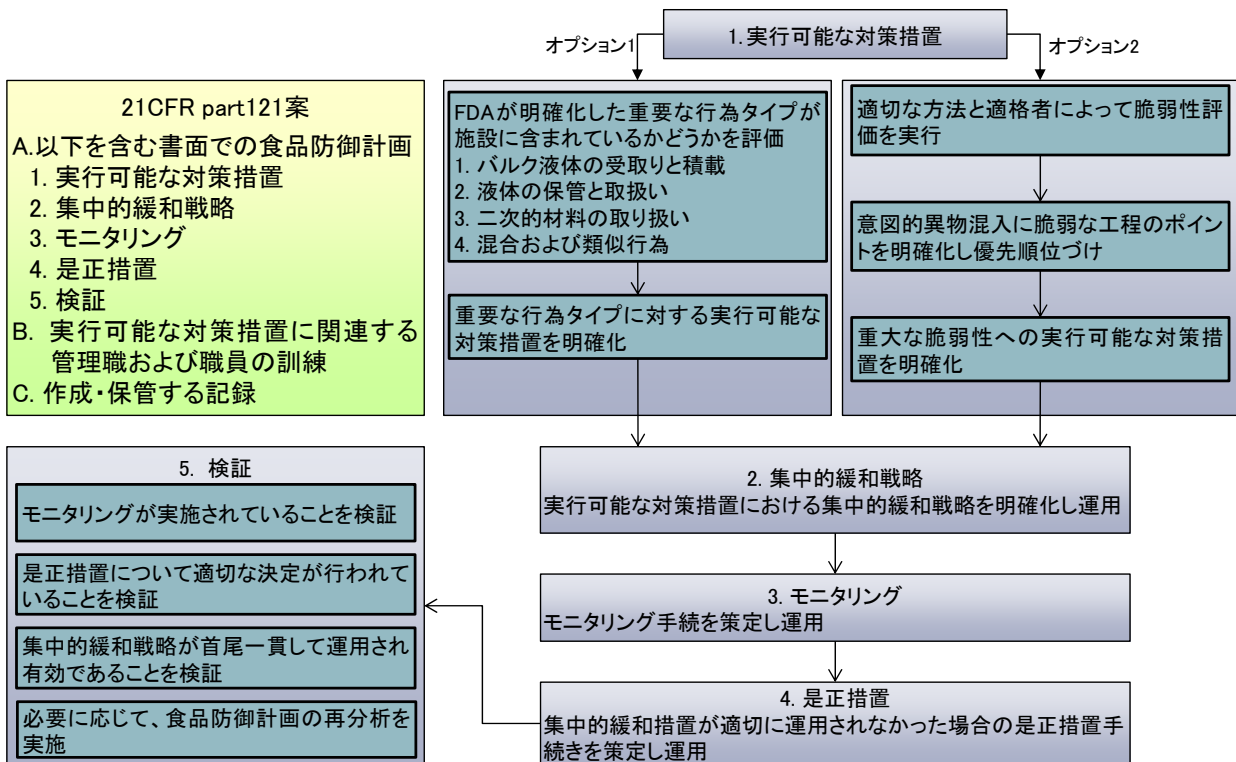 1.実行可能な対策措置
オプション1
オプション2
21CFR part121案
A.以下を含む書面での食品防御計画
1. 実行可能な対策措置
2. 集中的緩和戦略
3. モニタリング
4. 是正措置
5. 検証
B. 実行可能な対策措置に関連する
管理職および職員の訓練
C. 作成・保管する記録
FDAが明確化した重要な行為タイプが
施設に含まれているかどうかを評価
1. バルク液体の受取りと積載
2. 液体の保管と取扱い
3. 二次的材料の取り扱い
4. 混合および類似行為
重要な行為タイプに対する実行可能な
対策措置を明確化
適切な方法と適格者によって脆弱性評
価を実行
意図的異物混入に脆弱な工程のポイン
トを明確化し優先順位づけ
重大な脆弱性への実行可能な対策措
置を明確化
2. 集中的緩和戦略
実行可能な対策措置における集中的緩和戦略を明確化し運用
3. モニタリング
モニタリング手続を策定し運用
4. 是正措置
集中的緩和措置が適切に運用されなかった場合の是正措置手
続きを策定し運用
5. 検証
モニタリングが実施されていることを検証
是正措置について適切な決定が行われて
いることを検証
集中的緩和戦略が首尾一貫して運用され
有効であることを検証
必要に応じて、食品防御計画の再分析を
実施